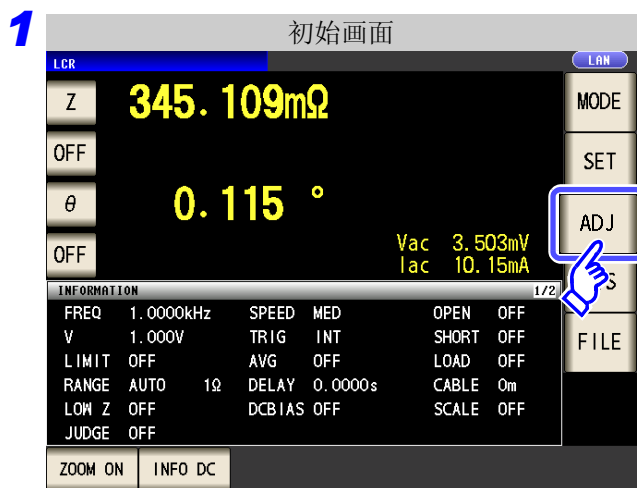 1
初始画面
LCR
LAN
Z 345.109mΩ
MODE
OFF
SET
θ 0.115 °
ADJ
OFF
Vac 3.503mV
Iac 10.15mA
INFORMATION 1/2
FREQ 1.0000kHz SPEED MED OPEN OFF
V 1.000V TRIG INT SHORT OFF
LIMIT OFF AVG OFF LOAD OFF
RANGE AUTO 1Ω DELAY 0.0000s CABLE 0m
LOW Z OFF DCBIAS OFF SCALE OFF
JUDGE OFF
FILE
ZOOM ON INFO DC